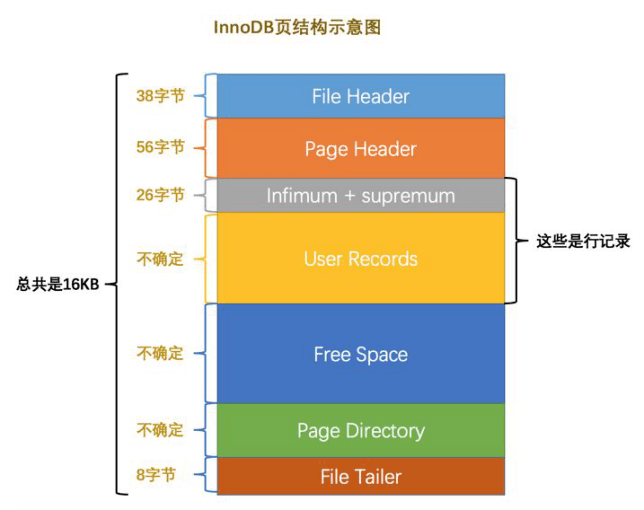 InnoDB页结构示意图
38字节
File Header
56字节
Page Header
26字节
Infimum + supremum
这些是行记录
不确定
User Records
总共是16KB
不确定
Free Space
不确定
Page Directory
8字节
File Tailer